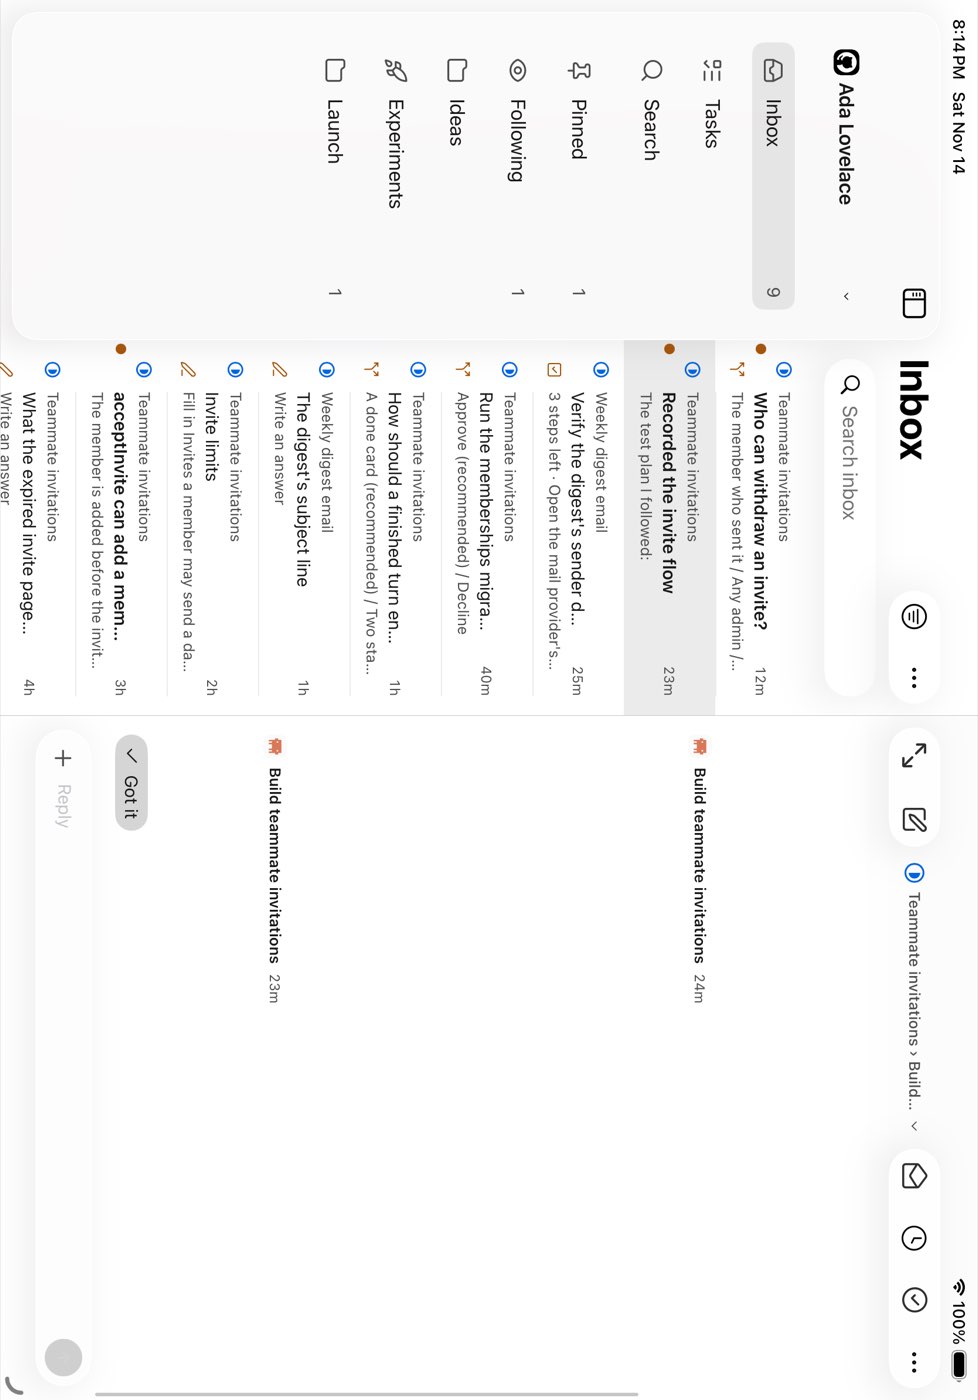 8:14 PM Sat Nov 14
100%
Ada Lovelace
Inbox 9
Tasks
Search
Pinned 1
Following 1
Ideas
Experiments
Launch 1
Inbox
Search inbox
Teammate invitations
Who can withdraw an invite? 12m
The member who sent it / Any admin /...
Teammate invitations
Recorded the invite flow 23m
The test plan I followed:
Weekly digest email
Verify the digest's sender d... 25m
3 steps left · Open the mail provider's...
Teammate invitations
Run the memberships migra... 40m
Approve (recommended) / Decline
Teammate invitations
How should a finished turn en... 1h
A done card (recommended) / Two sta...
Weekly digest email
The digest's subject line 1h
Write an answer
Teammate invitations
Invite limits 2h
Fill in Invites a member may send a da...
Teammate invitations
acceptInvite can add a mem... 3h
The member is added before the invit...
Teammate invitations
What the expired invite page... 4h
Write an answer
Teammate invitations › Build...
Build teammate invitations 24m
Build teammate invitations 23m
Got it
Reply